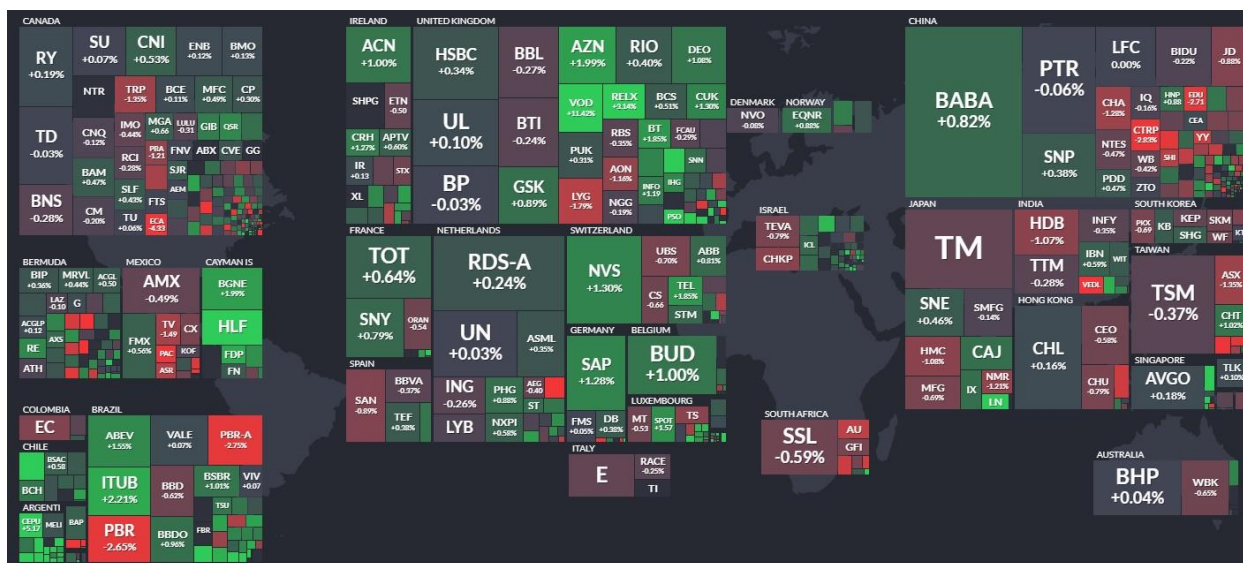 CANADA
RY
+0.19%
SU
+0.07%
CNI
+0.53%
ENB
+0.12%
BMO
+0.13%
NTR
TRP
-1.35%
BCE
+0.11%
MFC
+0.49%
CP
+0.30%
TD
-0.03%
CNQ
-0.12%
IMO
-0.44%
MGA
+0.66
LULU
-0.31
GIB
QSR
RCI
-0.28%
PBA
-1.21
FNV
ABX
CVE
GG
BAM
+0.47%
SLF
+0.43%
SJR
FTS
AEM
BNS
-0.28%
CM
-0.20%
TU
+0.06%
ECA
-4.33
BERMUDA
BIP
+0.36%
MRVL
+0.44%
ACGL
+0.50
LAZ
-0.10
G
ACGLP
+0.12
AXS
RE
ATH
MEXICO
AMX
-0.49%
FMX
+0.56%
TV
-1.49
CX
PAC
KOF
ASR
CAYMAN IS
BGNE
+1.99%
HLF
FDP
FN
COLOMBIA
EC
CHILE
BSAC
+0.58
BCH
ARGENTI
CEPU
+5.17
MELI
BAP
BRAZIL
ABEV
+1.55%
VALE
+0.07%
PBR-A
-2.75%
ITUB
+2.21%
BBD
-0.62%
BSBR
+1.01%
VIV
+0.07
TSU
PBR
-2.65%
BBDO
+0.96%
FBR
IRELAND
ACN
+1.00%
SHPG
ETN
-0.50
CRH
+1.27%
APTV
+0.60%
IR
+0.13
STX
XL
UNITED KINGDOM
HSBC
+0.34%
BBL
-0.27%
AZN
+1.99%
RIO
+0.40%
DEO
+1.08%
UL
+0.10%
BTI
-0.24%
VOD
+11.42%
RELX
+3.14%
BCS
+0.51%
CUK
+1.30%
RBS
-0.35%
BT
+1.85%
FCAU
-0.29%
PUK
+0.31
AON
-1.16%
SNN
BP
-0.03%
GSK
+0.89%
LYG
-1.79%
NGG
-0.19%
INFO
+1.19
IHG
PSO
FRANCE
TOT
+0.64%
SNY
+0.79%
ORAN
-0.54
SPAIN
SAN
-0.89%
BBVA
-0.37%
TEF
+0.38%
NETHERLANDS
RDS-A
+0.24%
UN
+0.03%
ASML
+0.35%
ING
-0.26%
PHG
+0.88%
AEG
-0.40
ST
LYB
NXPI
+0.58%
SWITZERLAND
NVS
+1.30%
UBS
-0.70%
ABB
+0.81%
CS
-0.66
TEL
+1.85%
STM
GERMANY
SAP
+1.28%
FMS
+0.05%
DB
+0.38%
BELGIUM
BUD
+1.00%
LUXEMBOURG
MT
-0.53
SPOT
+1.57
TS
ITALY
E
RACE
-0.25%
TI
DENMARK
NVO
-0.08%
NORWAY
EQNR
+0.88%
ISRAEL
TEVA
-0.79%
ICL
CHKP
SOUTH AFRICA
SSL
-0.59%
AU
GFI
CHINA
BABA
+0.82%
PTR
-0.06%
LFC
0.00%
BIDU
-0.22%
JD
-0.88%
CHA
-1.28%
IQ
-0.16%
HNP
+0.88
EDU
-2.71
CEA
SNP
+0.38%
NTES
-0.47%
CTRP
-2.83%
YY
WB
-0.42%
SHI
PDD
+0.47%
ZTO
JAPAN
TM
SNE
+0.46%
SMFG
-0.14%
HMC
-1.08%
CAJ
MFG
-0.69%
IX
NMR
-1.21%
LN
INDIA
HDB
-1.07%
INFY
-0.35%
TTM
-0.28%
IBN
+0.59%
WIT
VEDL
HONG KONG
CHL
+0.16%
CEO
-0.58%
CHU
-0.79%
SOUTH KOREA
PKX
-0.69
KB
KEP
SKM
SHG
WF
TAIWAN
TSM
-0.37%
ASX
-1.35%
CHT
+1.02%
SINGAPORE
AVGO
+0.18%
TLK
+0.10%
AUSTRALIA
BHP
+0.04%
WBK
-0.65%